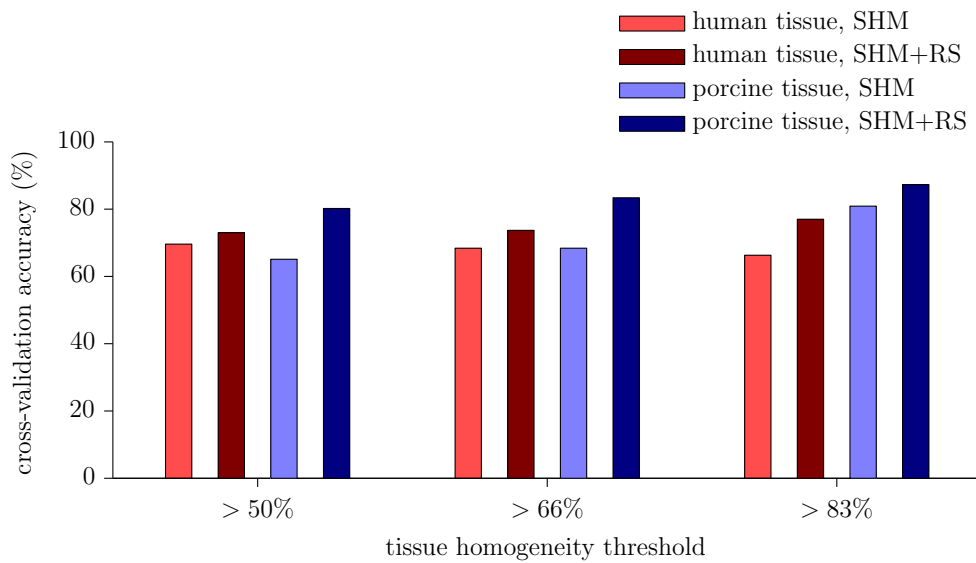 human tissue, SHM
human tissue, SHM+RS
porcine tissue, SHM
porcine tissue, SHM+RS
cross-validation accuracy (%)
100
80
60
40
20
0
> 50%
> 66%
> 83%
tissue homogeneity threshold